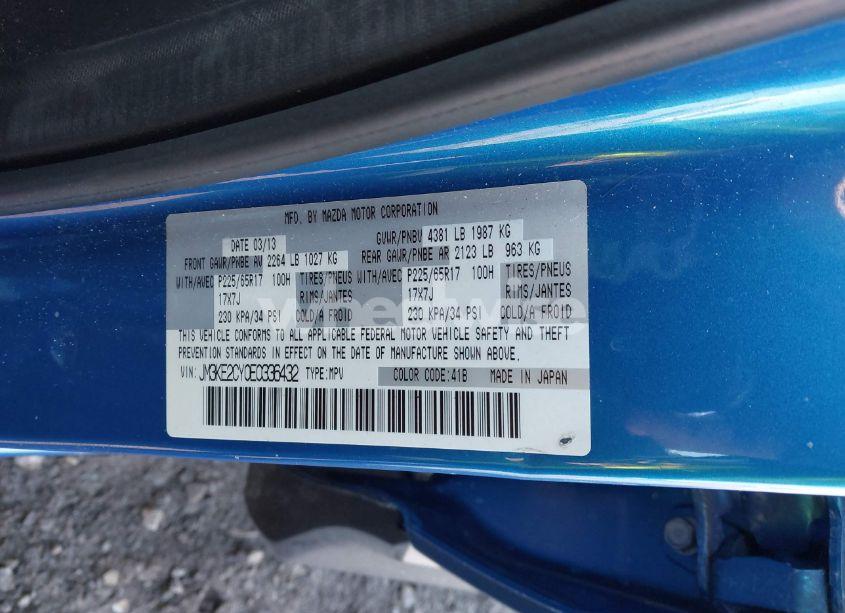 MFD. BY MAZDA MOTOR CORPORATION
DATE 03/13 GVWR/PNBV 4381 LB 1987 KG
FRONT GAWR/PNBE AV 2264 LB 1027 KG REAR GAWR/PNBE AR 2123 LB 963 KG
WITH/AVEC P225/65R17 100H TIRES/PNEUS WITH/AVEC P225/65R17 100H TIRES/PNEUS
17X7J RIMS/JANTES 17X7J RIMS/JANTES
230 KPA/34 PSI COLD/A FROID 230 KPA/34 PSI COLD/A FROID
THIS VEHICLE CONFORMS TO ALL APPLICABLE FEDERAL MOTOR VEHICLE SAFETY AND THEFT
PREVENTION STANDARDS IN EFFECT ON THE DATE OF MANUFACTURE SHOWN ABOVE.
VIN: JM3KE2CY0E0336432 TYPE:MPV COLOR CODE:41B MADE IN JAPAN